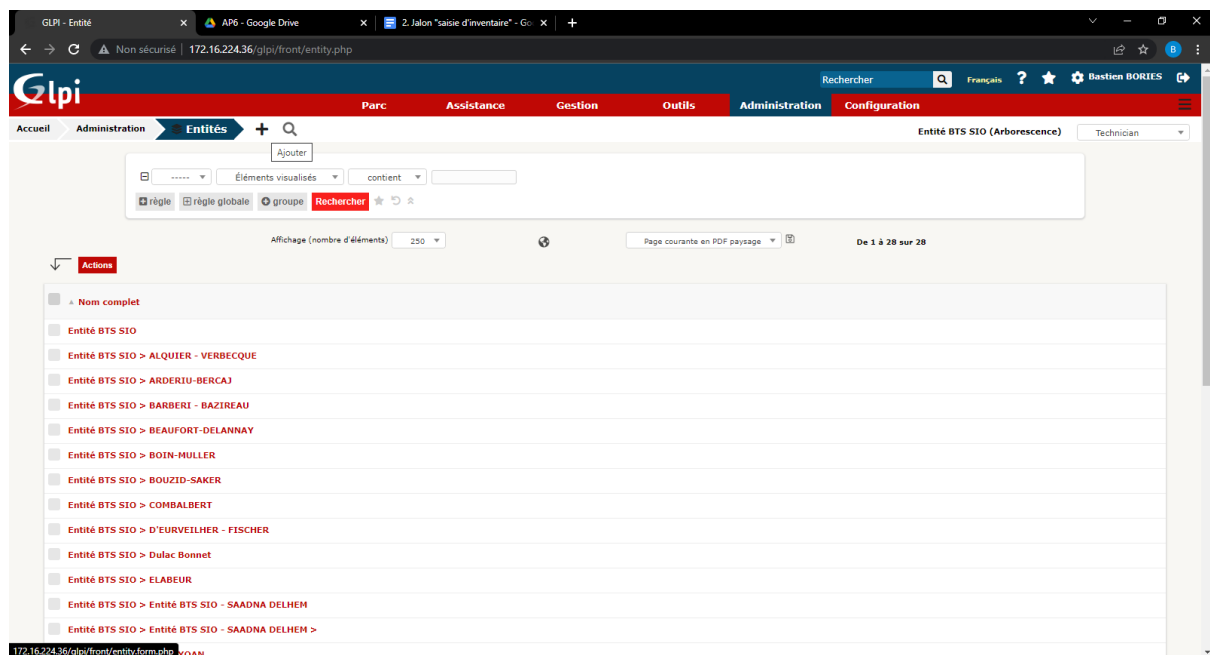 GLPI - Entité AP6 - Google Drive 2. Jalon "saisie d'inventaire" - Go
Non sécurisé | 172.16.224.36/glpi/front/entity.php B
Glpi Rechercher Français ? Bastien BORIES
Parc Assistance Gestion Outils Administration Configuration
Accueil Administration Entités Entité BTS SIO (Arborescence) Technician
Ajouter
----- Éléments visualisés contient
règle règle globale groupe Rechercher
Affichage (nombre d'éléments) 250 Page courante en PDF paysage De 1 à 28 sur 28
Actions
Nom complet
Entité BTS SIO
Entité BTS SIO > ALQUIER - VERBECQUE
Entité BTS SIO > ARDERIU-BERCAJ
Entité BTS SIO > BARBERI - BAZIREAU
Entité BTS SIO > BEAUFORT-DELANNAY
Entité BTS SIO > BOIN-MULLER
Entité BTS SIO > BOUZID-SAKER
Entité BTS SIO > COMBALBERT
Entité BTS SIO > D'EURVEILHER - FISCHER
Entité BTS SIO > Dulac Bonnet
Entité BTS SIO > ELABEUR
Entité BTS SIO > Entité BTS SIO - SAADNA DELHEM
Entité BTS SIO > Entité BTS SIO - SAADNA DELHEM >
172.16.224.36/glpi/front/entity.form.php YOAN